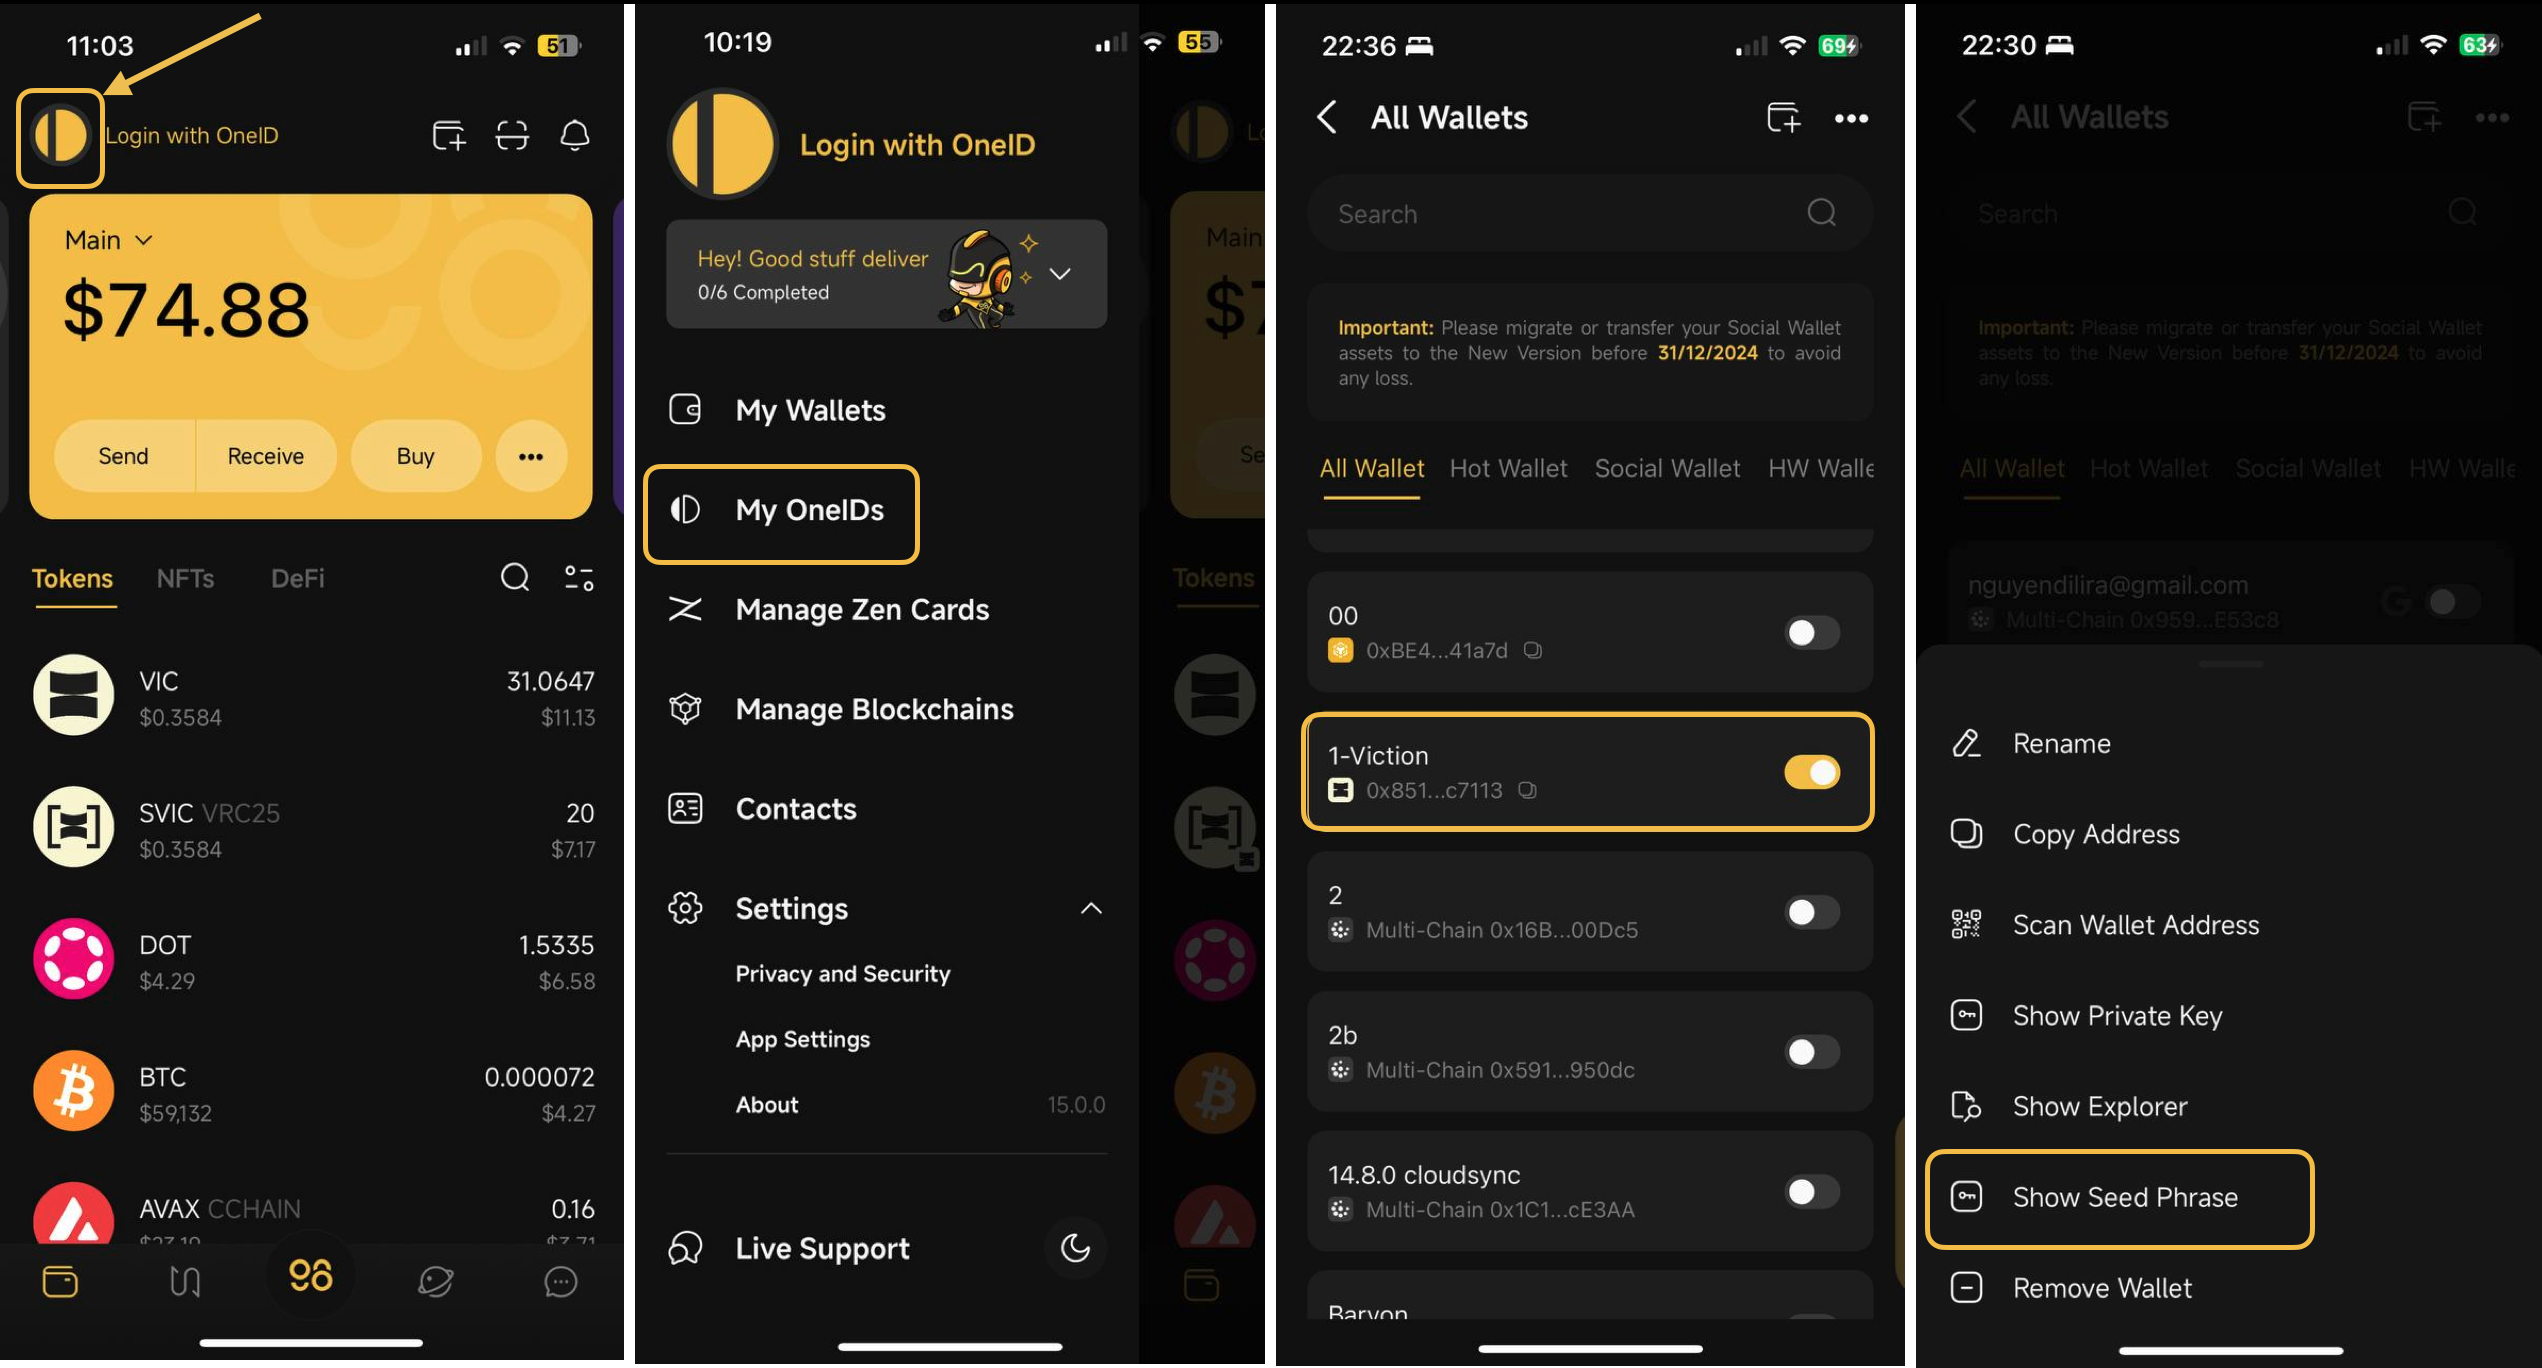 11:03
51
Login with OneID
Main
$74.88
Send
Receive
Buy
Tokens
NFTs
DeFi
VIC
31.0647
$0.3584
$11.13
SVIC VRC25
20
$0.3584
$7.17
DOT
1.5335
$4.29
$6.58
BTC
0.000072
$59,132
$4.27
AVAX CCHAIN
0.16
96
10:19
55
Login with OneID
Hey! Good stuff deliver
0/6 Completed
My Wallets
My OneIDs
Manage Zen Cards
Manage Blockchains
Contacts
Settings
Privacy and Security
App Settings
About
15.0.0
Live Support
Main
Tokens
22:36
69
All Wallets
Search
Important: Please migrate or transfer your Social Wallet
assets to the New Version before 31/12/2024 to avoid
any loss.
All Wallet
Hot Wallet
Social Wallet
HW Walle
00
0xBE4...41a7d
1-Viction
0x851...c7113
2
Multi-Chain 0x16B...00Dc5
2b
Multi-Chain 0x591...950dc
14.8.0 cloudsync
Multi-Chain 0x1C1...cE3AA
Baryon
22:30
63
All Wallets
Search
Important: Please migrate or transfer your Social Wallet
assets to the New Version before 31/12/2024 to avoid
any loss.
All Wallet
Hot Wallet
Social Wallet
HW Walle
nguyendilira@gmail.com
Multi-Chain 0x959...E53c8
Rename
Copy Address
Scan Wallet Address
Show Private Key
Show Explorer
Show Seed Phrase
Remove Wallet